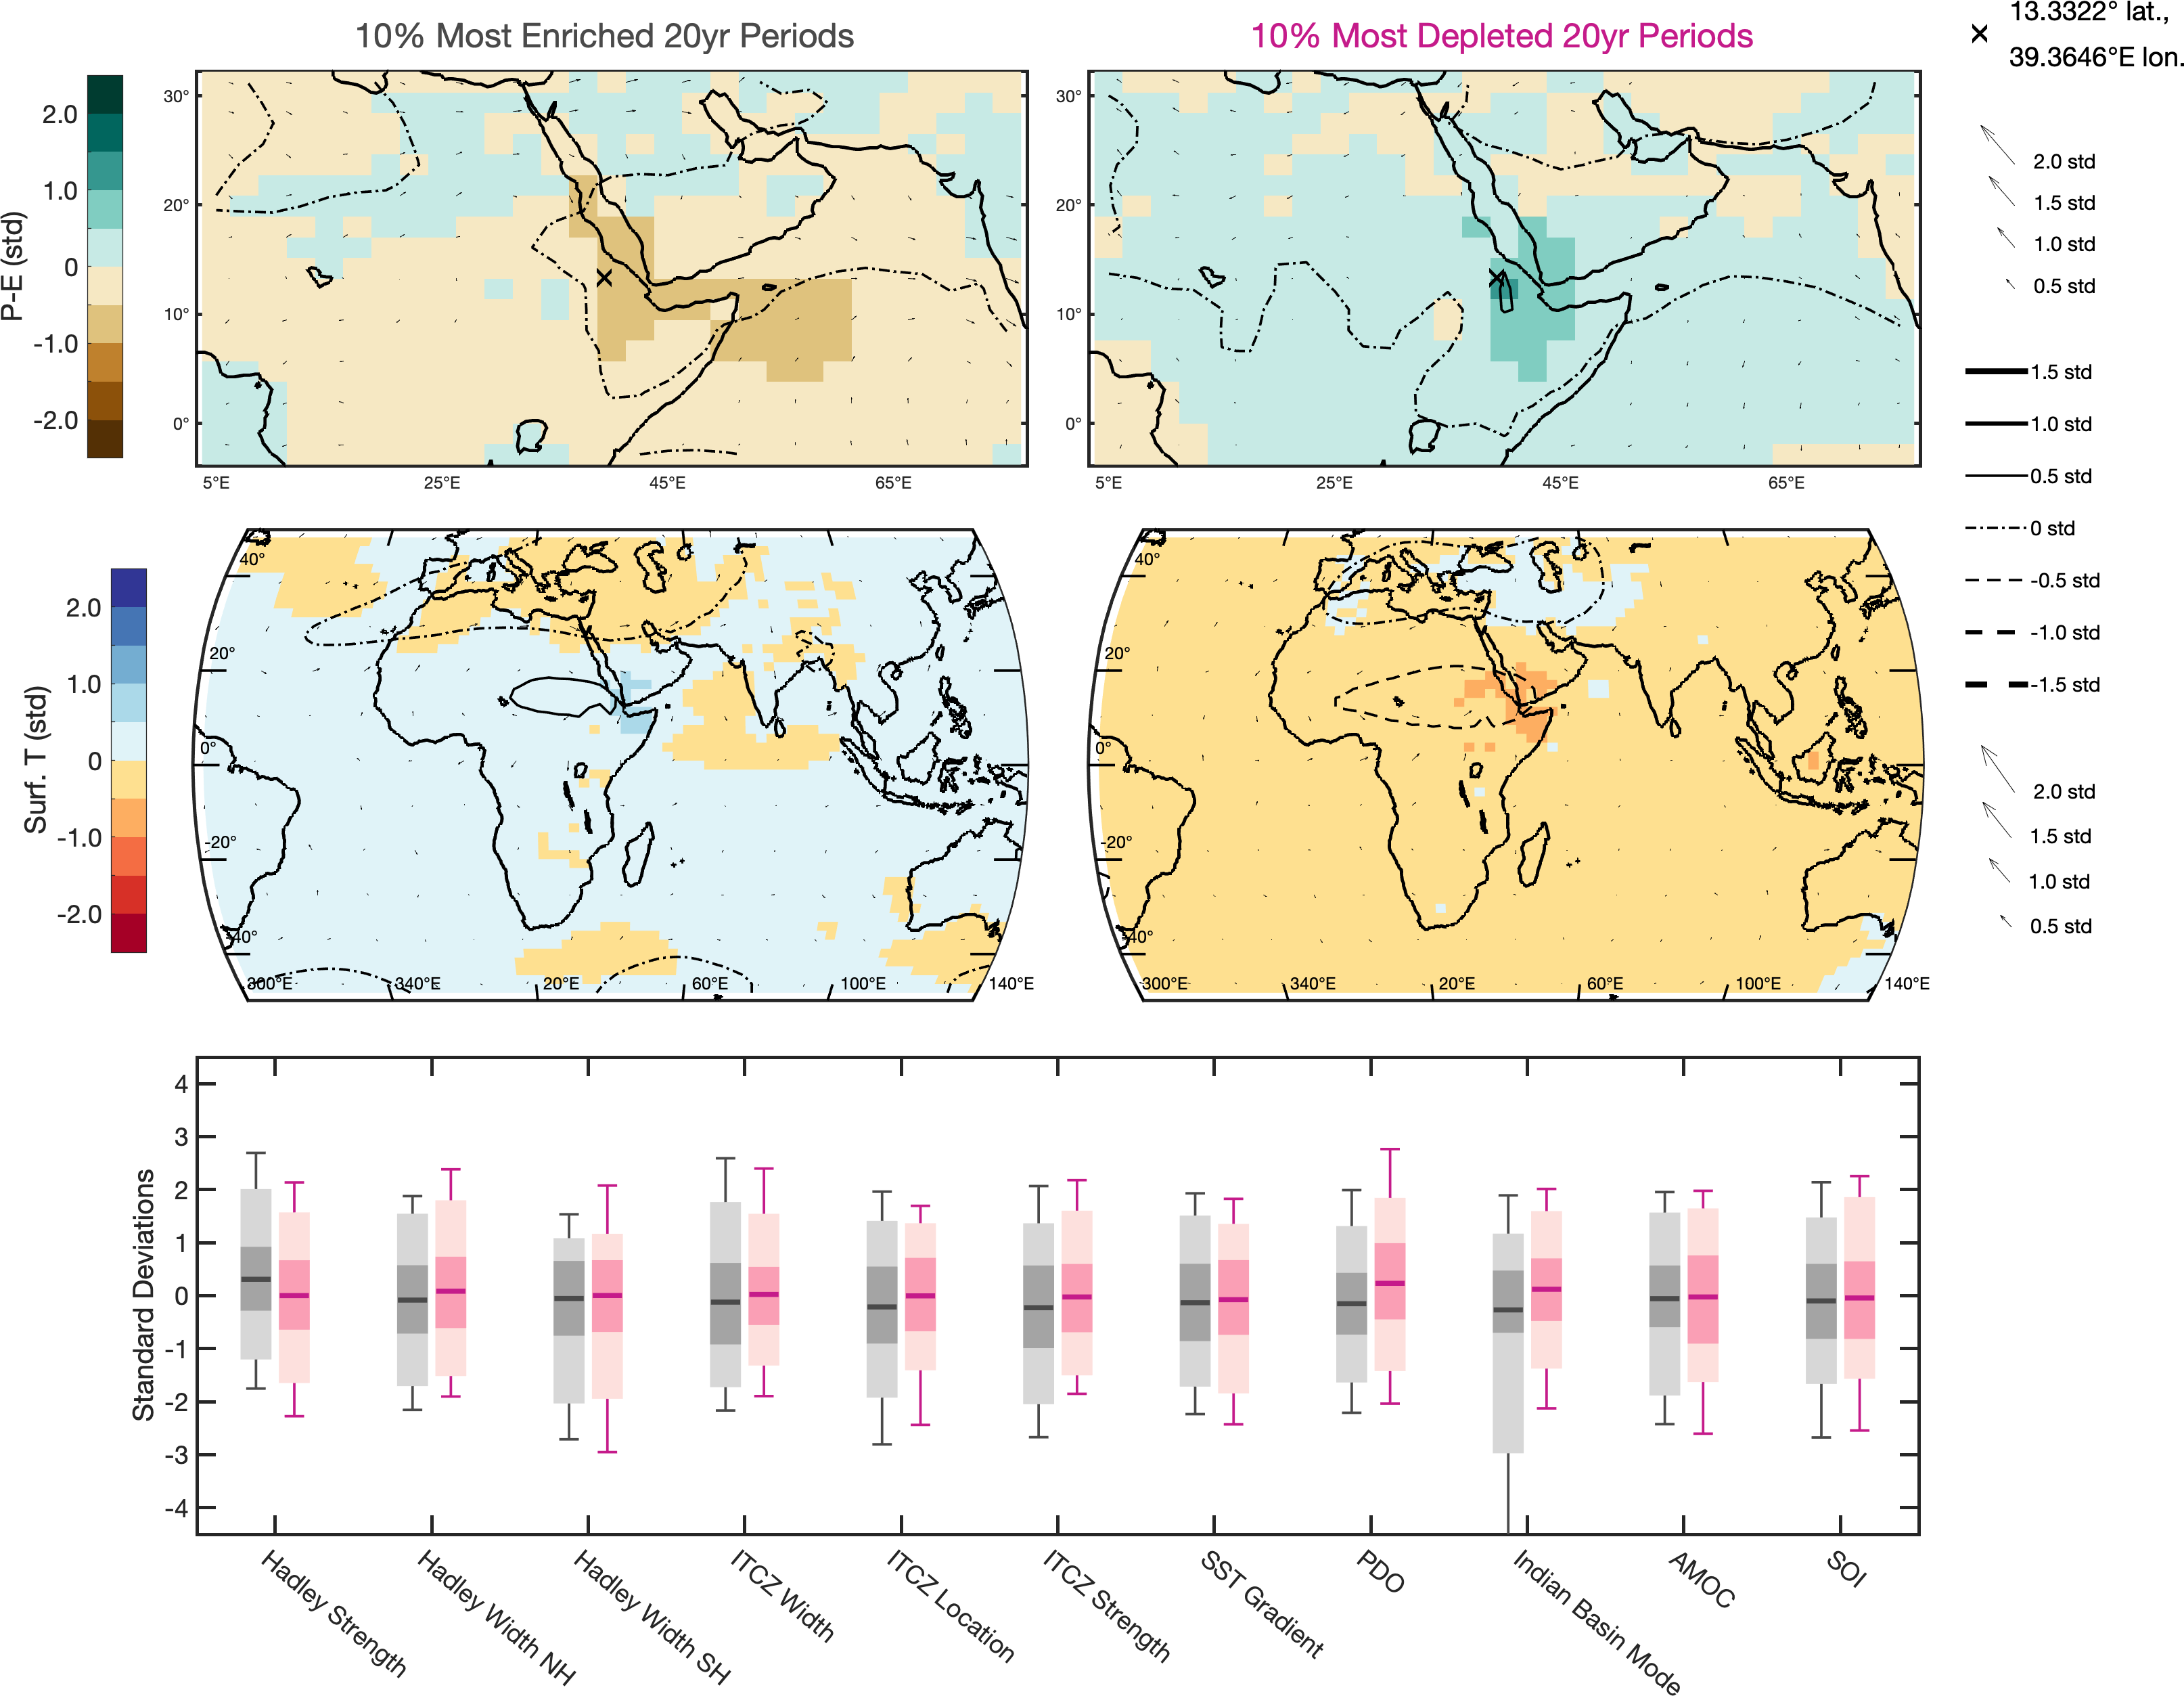 10% Most Enriched 20yr Periods
10% Most Depleted 20yr Periods
13.3322° lat.,
39.3646°E lon.
P-E (std)
2.0
1.0
0
-1.0
-2.0
30°
20°
10°
0°
5°E 25°E 45°E 65°E
30°
20°
10°
0°
5°E 25°E 45°E 65°E
2.0 std
1.5 std
1.0 std
0.5 std
1.5 std
1.0 std
0.5 std
0 std
-0.5 std
-1.0 std
-1.5 std
Surf. T (std)
2.0
1.0
0
-1.0
-2.0
40°
20°
0°
-20°
-40°
300°E 340°E 20°E 60°E 100°E 140°E
40°
20°
0°
-20°
-40°
300°E 340°E 20°E 60°E 100°E 140°E
2.0 std
1.5 std
1.0 std
0.5 std
Standard Deviations
4
3
2
1
0
-1
-2
-3
-4
Hadley Strength
Hadley Width NH
Hadley Width SH
ITCZ Width
ITCZ Location
ITCZ Strength
SST Gradient
PDO
Indian Basin Mode
AMOC
SOI